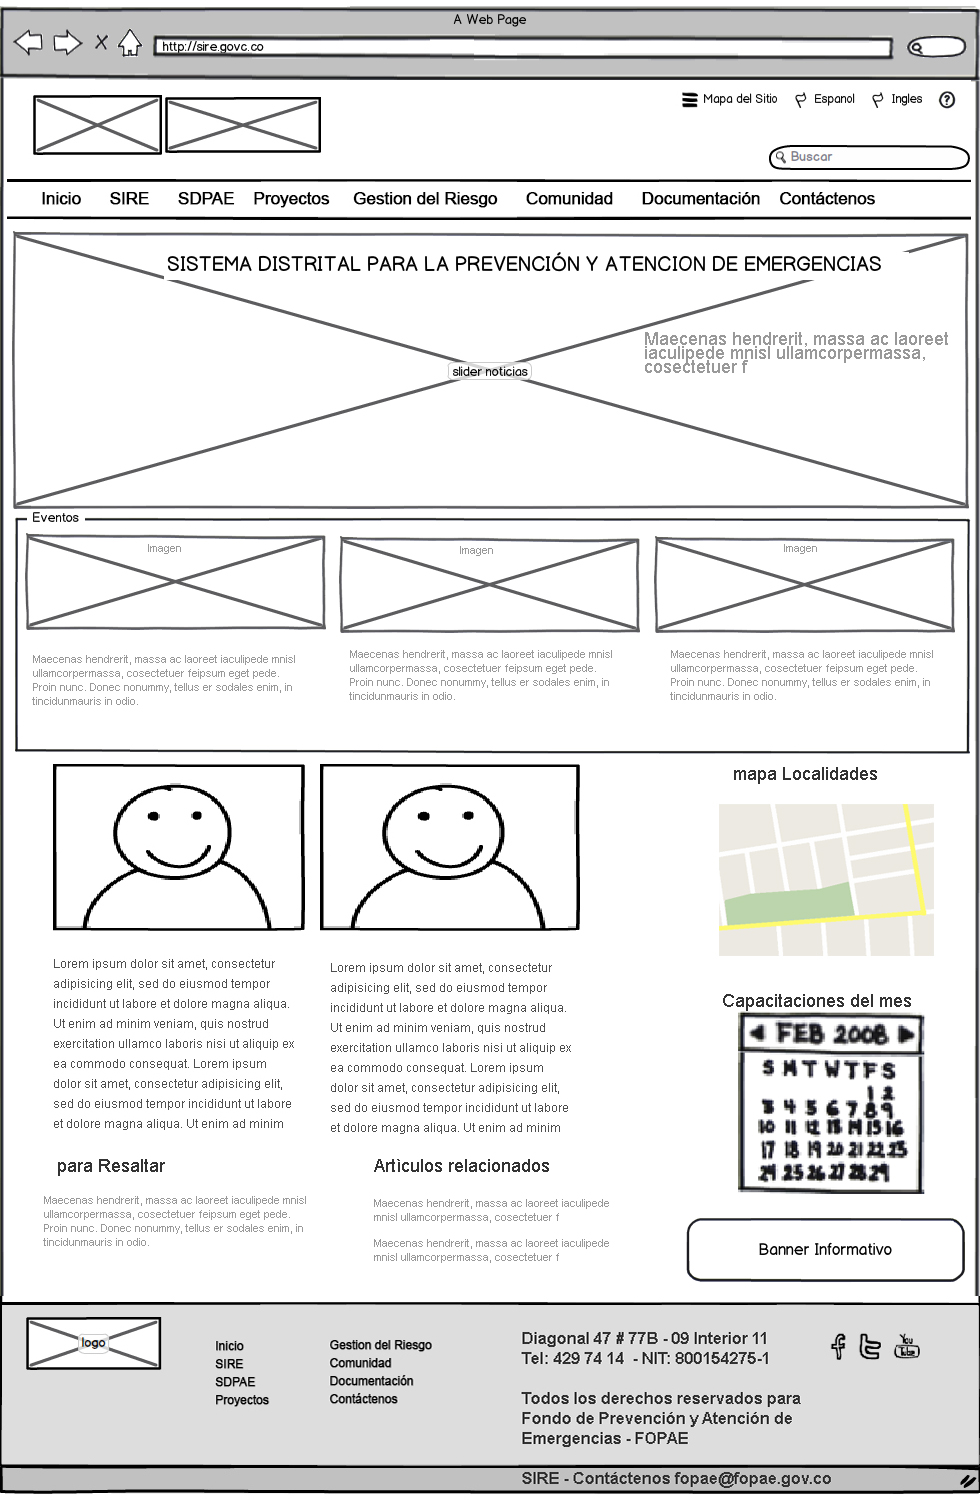 A Web Page
http://sire.govc.co
Mapa del Sitio Espanol Ingles ?
Buscar
Inicio SIRE SDPAE Proyectos Gestion del Riesgo Comunidad Documentación Contáctenos
SISTEMA DISTRITAL PARA LA PREVENCIÓN Y ATENCION DE EMERGENCIAS
Maecenas hendrerit, massa ac laoreet
iaculipede mnisl ullamcorpermassa,
cosectetuer f
slider noticias
Eventos
Imagen
Maecenas hendrerit, massa ac laoreet iaculipede mnisl
ullamcorpermassa, cosectetuer feipsum eget pede.
Proin nunc. Donec nonummy, tellus er sodales enim, in
tincidunmauris in odio.
Imagen
Maecenas hendrerit, massa ac laoreet iaculipede mnisl
ullamcorpermassa, cosectetuer feipsum eget pede.
Proin nunc. Donec nonummy, tellus er sodales enim, in
tincidunmauris in odio.
Imagen
Maecenas hendrerit, massa ac laoreet iaculipede mnisl
ullamcorpermassa, cosectetuer feipsum eget pede.
Proin nunc. Donec nonummy, tellus er sodales enim, in
tincidunmauris in odio.
Lorem ipsum dolor sit amet, consectetur
adipisicing elit, sed do eiusmod tempor
incididunt ut labore et dolore magna aliqua.
Ut enim ad minim veniam, quis nostrud
exercitation ullamco laboris nisi ut aliquip ex
ea commodo consequat. Lorem ipsum
dolor sit amet, consectetur adipisicing elit,
sed do eiusmod tempor incididunt ut labore
et dolore magna aliqua. Ut enim ad minim
Lorem ipsum dolor sit amet, consectetur
adipisicing elit, sed do eiusmod tempor
incididunt ut labore et dolore magna aliqua.
Ut enim ad minim veniam, quis nostrud
exercitation ullamco laboris nisi ut aliquip ex
ea commodo consequat. Lorem ipsum
dolor sit amet, consectetur adipisicing elit,
sed do eiusmod tempor incididunt ut labore
et dolore magna aliqua. Ut enim ad minim
mapa Localidades
Capacitaciones del mes
FEB 2008
S M T W T F S
1 2
3 4 5 6 7 8 9
10 11 12 13 14 15 16
17 18 19 20 21 22 23
24 25 26 27 28 29
para Resaltar
Maecenas hendrerit, massa ac laoreet iaculipede mnisl
ullamcorpermassa, cosectetuer feipsum eget pede.
Proin nunc. Donec nonummy, tellus er sodales enim, in
tincidunmauris in odio.
Artìculos relacionados
Maecenas hendrerit, massa ac laoreet iaculipede
mnisl ullamcorpermassa, cosectetuer f
Maecenas hendrerit, massa ac laoreet iaculipede
mnisl ullamcorpermassa, cosectetuer f
Banner Informativo
logo
Inicio
SIRE
SDPAE
Proyectos
Gestion del Riesgo
Comunidad
Documentación
Contáctenos
Diagonal 47 # 77B - 09 Interior 11
Tel: 429 74 14 - NIT: 800154275-1
Todos los derechos reservados para
Fondo de Prevención y Atención de
Emergencias - FOPAE
You
Tube
SIRE - Contáctenos fopae@fopae.gov.co